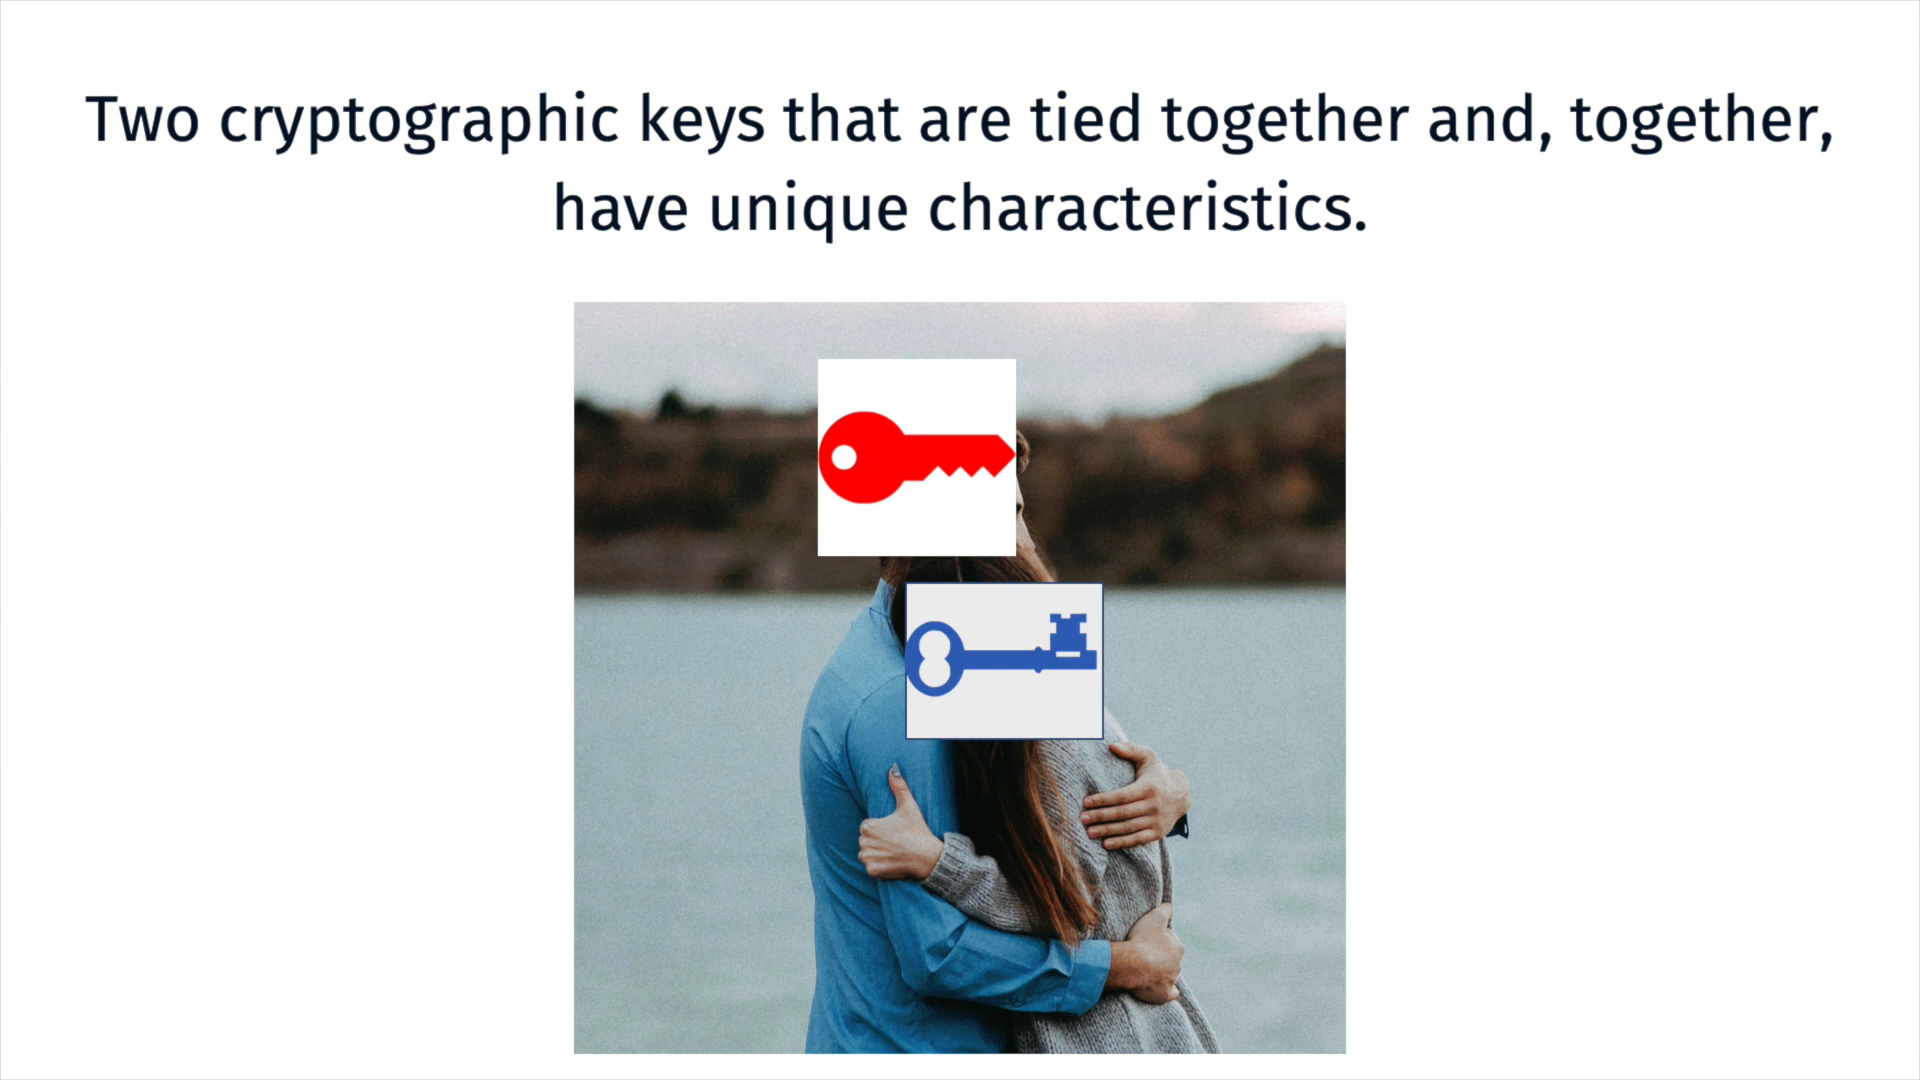 Two cryptographic keys that are tied together and, together,
have unique characteristics.